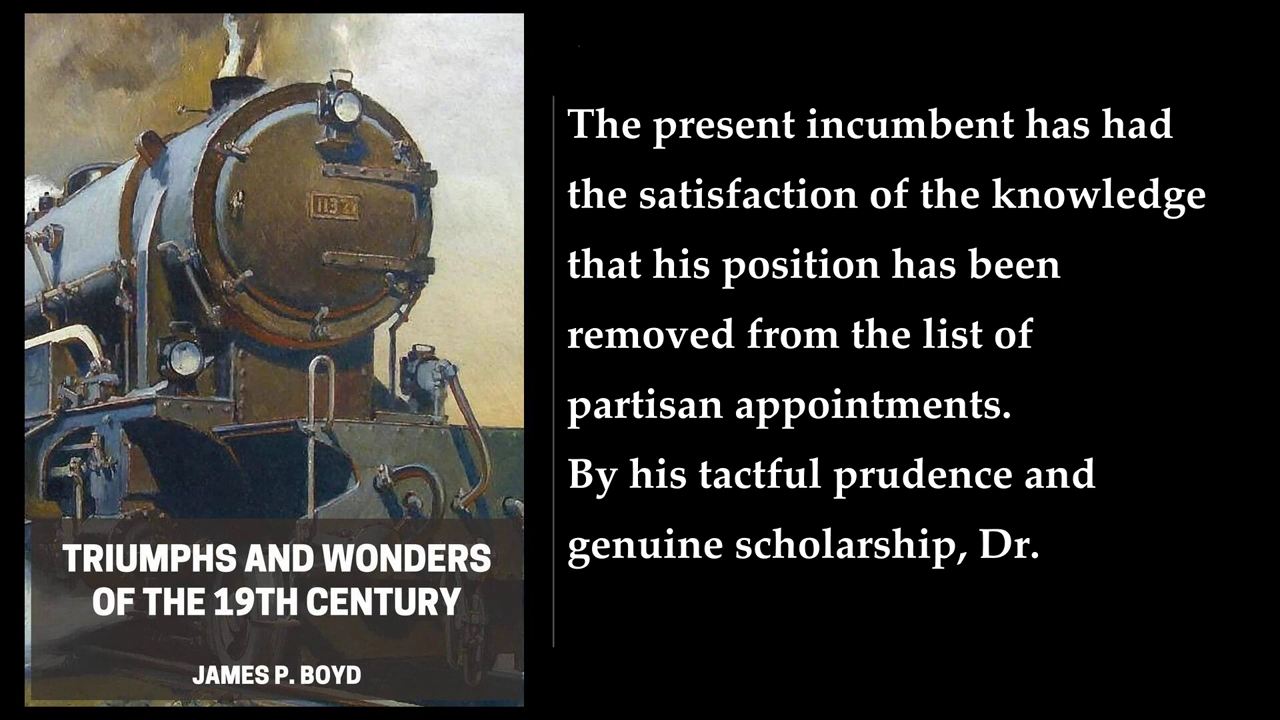 TRIUMPHS AND WONDERS
OF THE 19TH CENTURY
JAMES P. BOYD
The present incumbent has had
the satisfaction of the knowledge
that his position has been
removed from the list of
partisan appointments.
By his tactful prudence and
genuine scholarship, Dr.